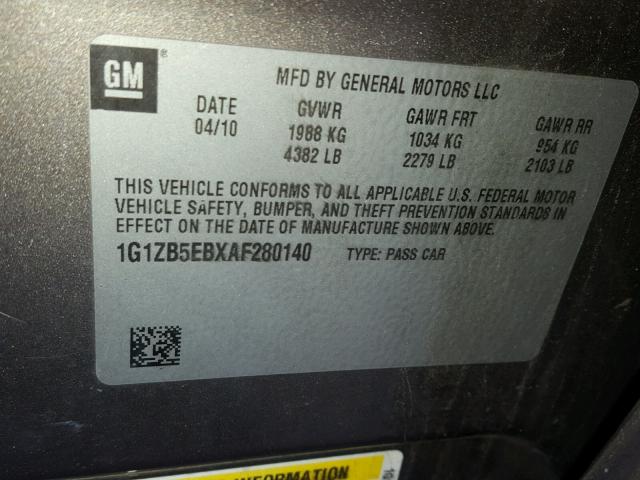 GM
®
MFD BY GENERAL MOTORS LLC
DATE GVWR GAWR FRT GAWR RR
04/10 1988 KG 1034 KG 954 KG
4382 LB 2279 LB 2103 LB
THIS VEHICLE CONFORMS TO ALL APPLICABLE U.S. FEDERAL MOTOR
VEHICLE SAFETY, BUMPER, AND THEFT PREVENTION STANDARDS IN
EFFECT ON THE DATE OF MANUFACTURE SHOWN ABOVE.
1G1ZB5EBXAF280140 TYPE: PASS CAR
INFORMATION